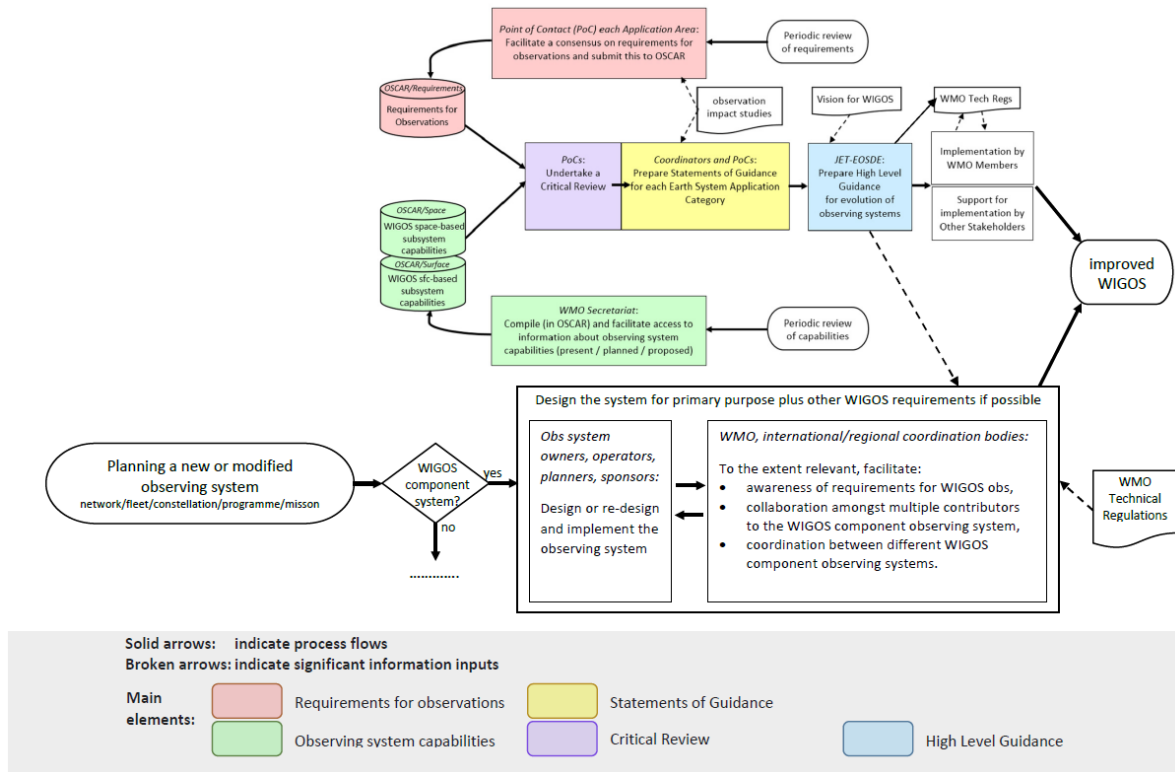 Point of Contact (PoC) each Application Area:
Facilitate a consensus on requirements for
observations and submit this to OSCAR
Periodic review
of requirements
OSCAR/Requirements
Requirements for
Observations
observation
impact studies
Vision for WIGOS
WMO Tech Regs
PoCs:
Undertake a
Critical Review
Coordinators and PoCs:
Prepare Statements of Guidance
for each Earth System Application
Category
JET-EOSDE:
Prepare High Level
Guidance
for evolution of
observing systems
Implementation by
WMO Members
Support for
implementation by
Other Stakeholders
OSCAR/Space
WIGOS space-based
subsystem
capabilities
OSCAR/Surface
WIGOS sfc-based
subsystem
capabilities
improved
WIGOS
WMO Secretariat:
Compile (in OSCAR) and facilitate access to
information about observing system
capabilities (present / planned / proposed)
Periodic review
of capabilities
Design the system for primary purpose plus other WIGOS requirements if possible
Planning a new or modified
observing system
network/fleet/constellation/programme/misson
WIGOS
component
system?
yes
no
.............
Obs system
owners, operators,
planners, sponsors:
Design or re-design
and implement the
observing system
WMO, international/regional coordination bodies:
To the extent relevant, facilitate:
• awareness of requirements for WIGOS obs,
• collaboration amongst multiple contributors
to the WIGOS component observing system,
• coordination between different WIGOS
component observing systems.
WMO
Technical
Regulations
Solid arrows: indicate process flows
Broken arrows: indicate significant information inputs
Main
elements:
Requirements for observations
Statements of Guidance
Observing system capabilities
Critical Review
High Level Guidance